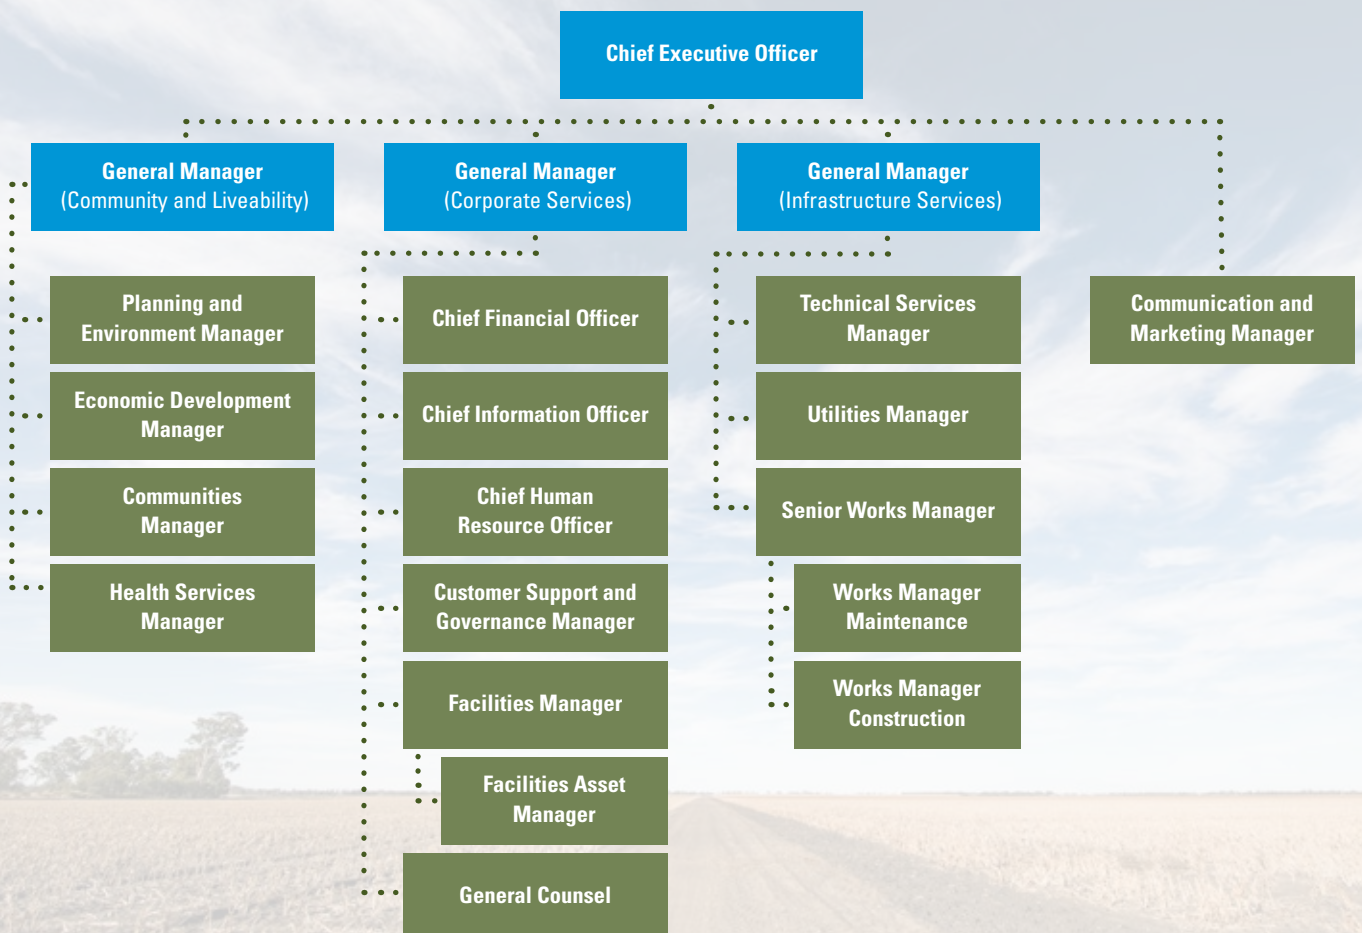 Chief Executive Officer
General Manager
(Community and Liveability)
General Manager
(Corporate Services)
General Manager
(Infrastructure Services)
Planning and
Environment Manager
Economic Development
Manager
Communities
Manager
Health Services
Manager
Chief Financial Officer
Chief Information Officer
Chief Human
Resource Officer
Customer Support and
Governance Manager
Facilities Manager
Facilities Asset
Manager
General Counsel
Technical Services
Manager
Utilities Manager
Senior Works Manager
Works Manager
Maintenance
Works Manager
Construction
Communication and
Marketing Manager